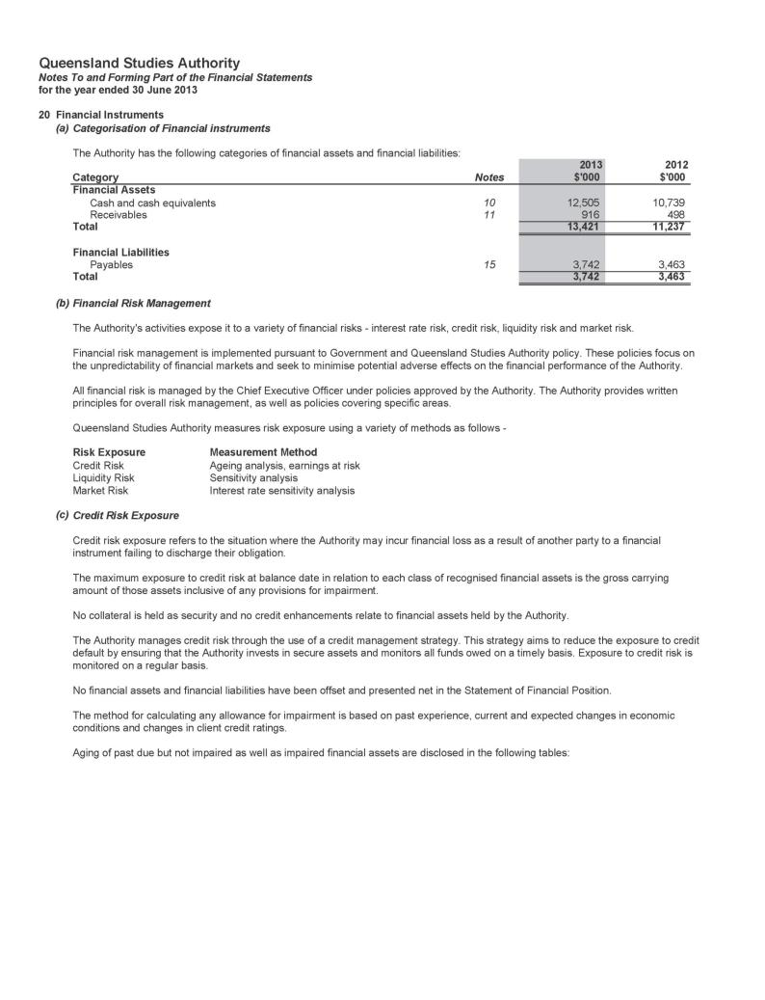 Queensland Studies Authority
Notes To and Forming Part of the Financial Statements
for the year ended 30 June 2013
20 Financial Instruments
(a) Categorisation of Financial instruments
The Authority has the following categories of financial assets and financial liabilities:
2013 2012
Category Notes $'000 $'000
Financial Assets
Cash and cash equivalents 10 12,505 10,739
Receivables 11 916 498
Total 13,421 11,237
Financial Liabilities
Payables 15 3,742 3,463
Total 3,742 3,463
(b) Financial Risk Management
The Authority's activities expose it to a variety of financial risks - interest rate risk, credit risk, liquidity risk and market risk.
Financial risk management is implemented pursuant to Government and Queensland Studies Authority policy. These policies focus on
the unpredictability of financial markets and seek to minimise potential adverse effects on the financial performance of the Authority.
All financial risk is managed by the Chief Executive Officer under policies approved by the Authority. The Authority provides written
principles for overall risk management, as well as policies covering specific areas.
Queensland Studies Authority measures risk exposure using a variety of methods as follows -
Risk Exposure Measurement Method
Credit Risk Ageing analysis, earnings at risk
Liquidity Risk Sensitivity analysis
Market Risk Interest rate sensitivity analysis
(c) Credit Risk Exposure
Credit risk exposure refers to the situation where the Authority may incur financial loss as a result of another party to a financial
instrument failing to discharge their obligation.
The maximum exposure to credit risk at balance date in relation to each class of recognised financial assets is the gross carrying
amount of those assets inclusive of any provisions for impairment.
No collateral is held as security and no credit enhancements relate to financial assets held by the Authority.
The Authority manages credit risk through the use of a credit management strategy. This strategy aims to reduce the exposure to credit
default by ensuring that the Authority invests in secure assets and monitors all funds owed on a timely basis. Exposure to credit risk is
monitored on a regular basis.
No financial assets and financial liabilities have been offset and presented net in the Statement of Financial Position.
The method for calculating any allowance for impairment is based on past experience, current and expected changes in economic
conditions and changes in client credit ratings.
Aging of past due but not impaired as well as impaired financial assets are disclosed in the following tables: